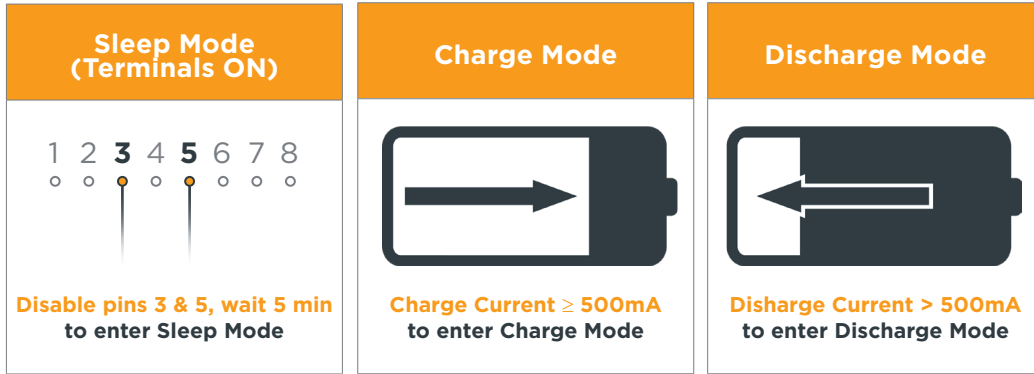 Sleep Mode
(Terminals ON)
1 2 3 4 5 6 7 8
Disable pins 3 & 5, wait 5 min
to enter Sleep Mode
Charge Mode
Charge Current ≥ 500mA
to enter Charge Mode
Discharge Mode
Disharge Current > 500mA
to enter Discharge Mode